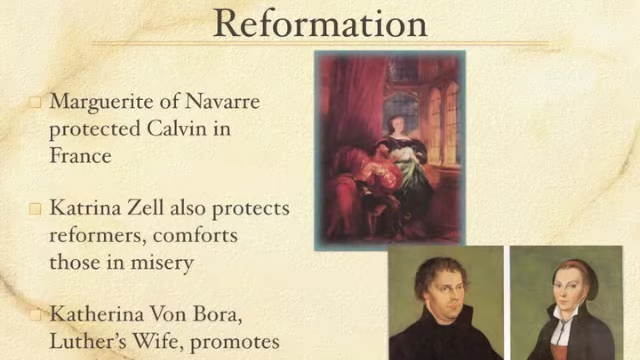 Reformation
Marguerite of Navarre
protected Calvin in
France
Katrina Zell also protects
reformers, comforts
those in misery
Katherina Von Bora,
Luther's Wife, promotes